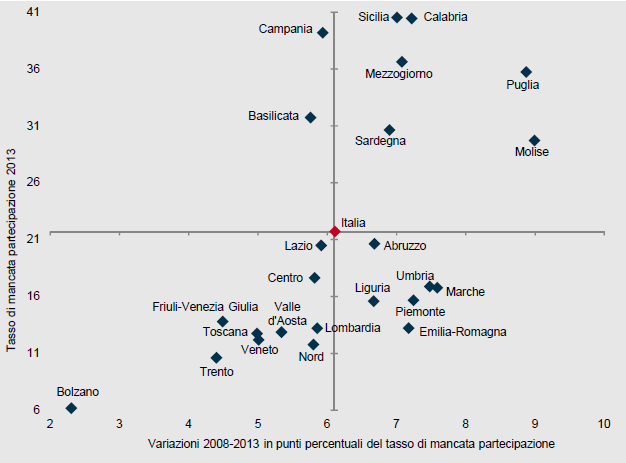 41
36
31
26
21
16
11
6
Tasso di mancata partecipazione 2013
Campania
Sicilia
Calabria
Mezzogiorno
Puglia
Basilicata
Sardegna
Molise
Italia
Lazio
Abruzzo
Centro
Umbria
Liguria
Marche
Friuli-Venezia Giulia
Valle
d'Aosta
Piemonte
Toscana
Lombardia
Emilia-Romagna
Veneto
Nord
Trento
Bolzano
2 3 4 5 6 7 8 9 10
Variazioni 2008-2013 in punti percentuali del tasso di mancata partecipazione